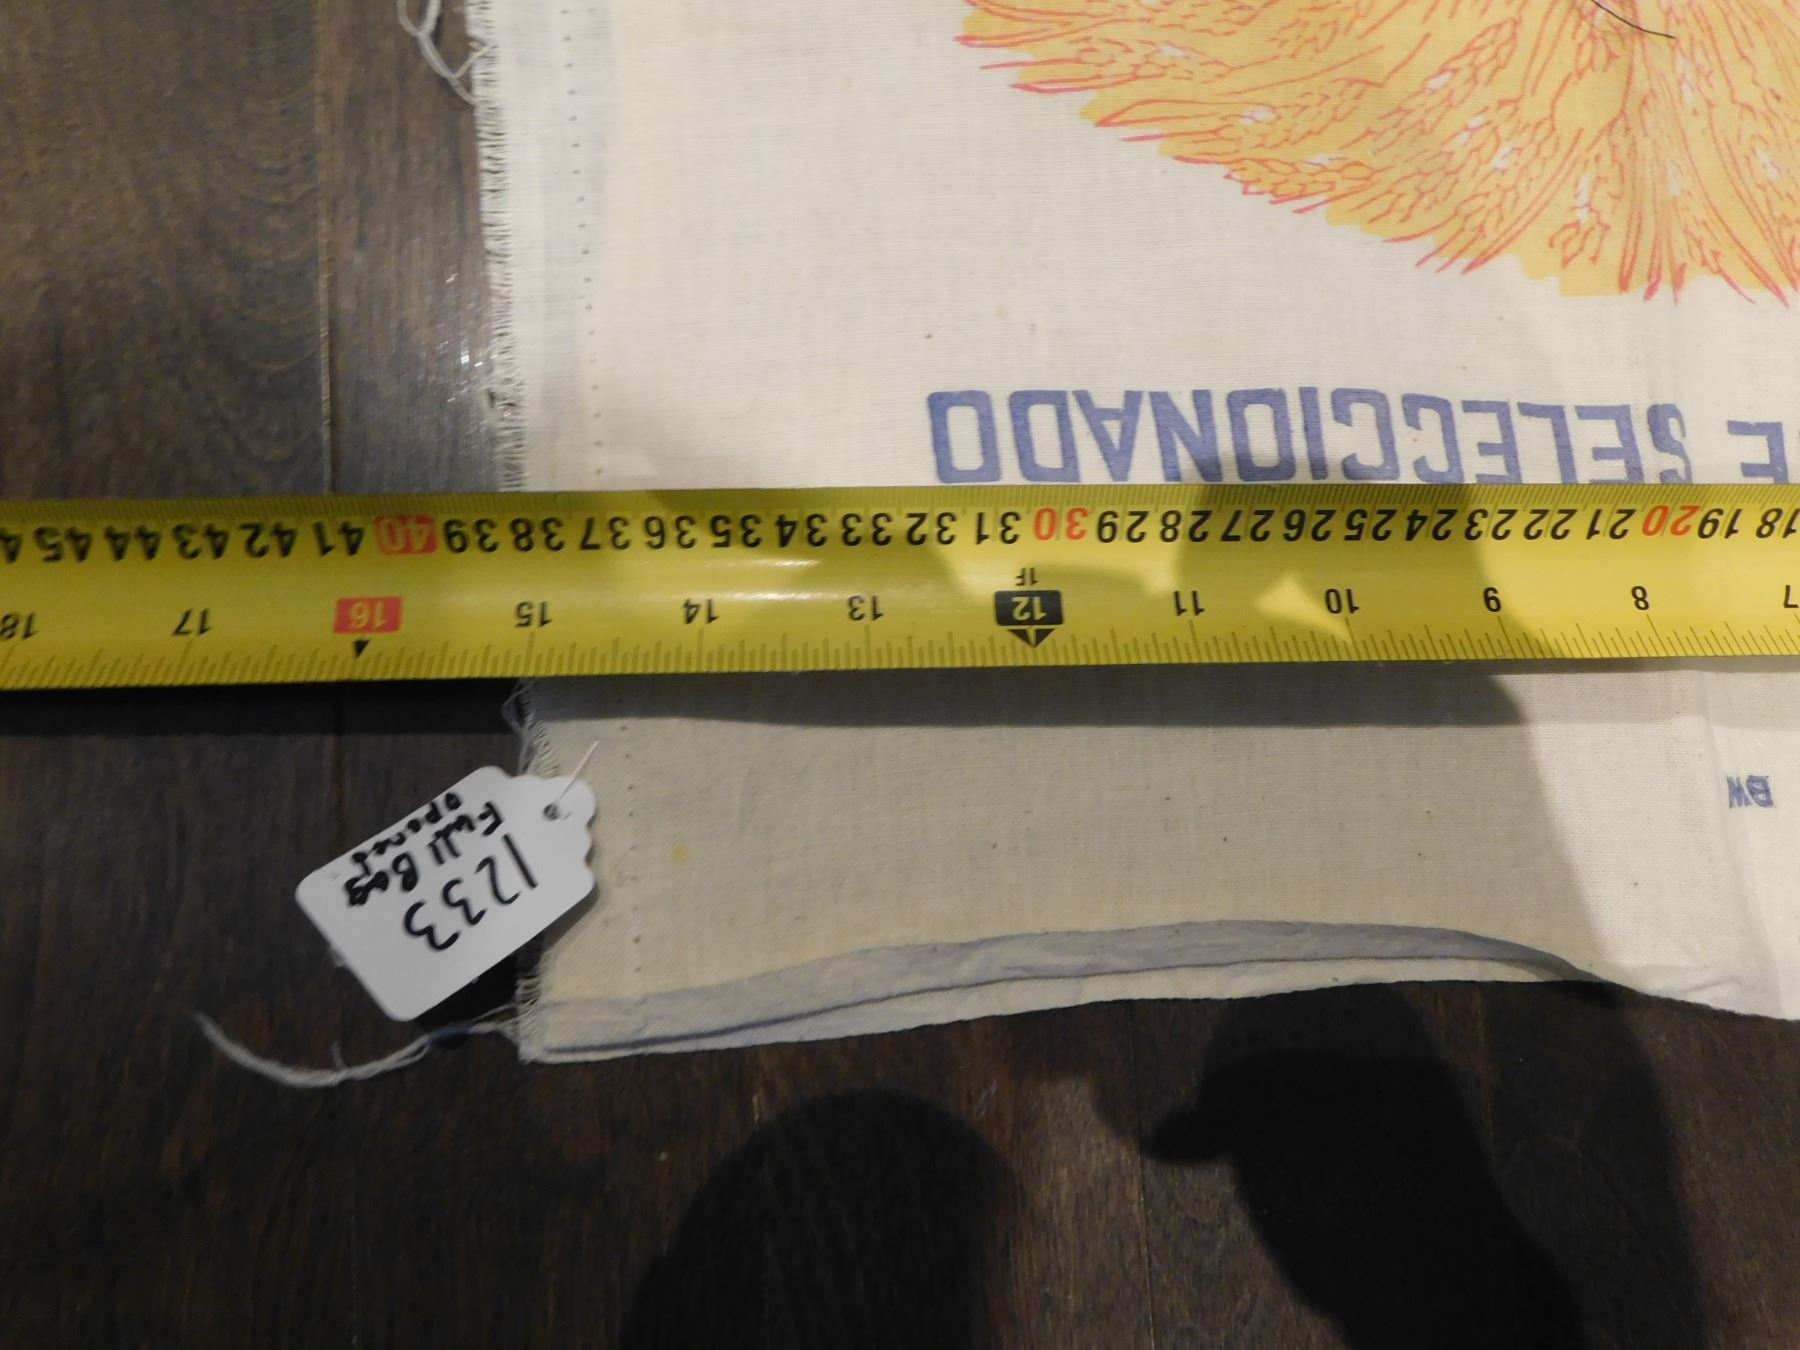 BW
E SELECCIONADO
7 8 9 10 11 12 13 14 15 16 17 18
1F
18 19 20 21 22 23 24 25 26 27 28 29 30 31 32 33 34 35 36 37 38 39 40 41 42 43 44 45 4
1233
Full Bag
opened